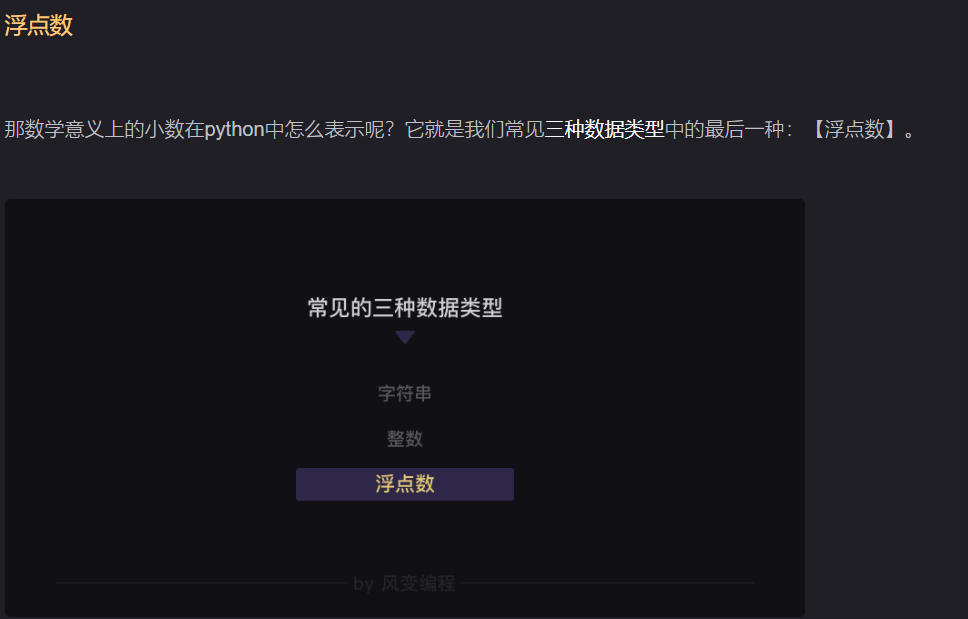 浮点数
那数学意义上的小数在python中怎么表示呢？它就是我们常见三种数据类型中的最后一种：【浮点数】。
常见的三种数据类型
字符串
整数
浮点数
by 风变编程